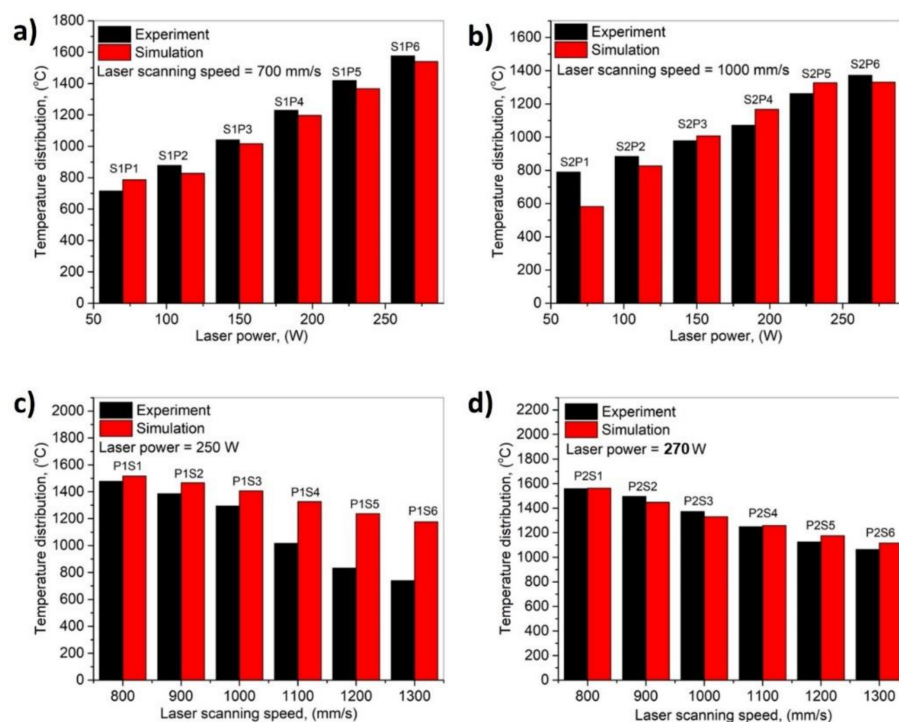 a)
Experiment
Simulation
Laser scanning speed = 700 mm/s
S1P1
S1P2
S1P3
S1P4
S1P5
S1P6
Temperature distribution, (°C)
1800
1600
1400
1200
1000
800
600
400
200
0
50
100
150
200
250
Laser power, (W)
b)
Experiment
Simulation
Laser scanning speed = 1000 mm/s
S2P1
S2P2
S2P3
S2P4
S2P5
S2P6
Temperature distribution, (°C)
1600
1400
1200
1000
800
600
400
200
0
50
100
150
200
250
Laser power, (W)
c)
Experiment
Simulation
Laser power = 250 W
P1S1
P1S2
P1S3
P1S4
P1S5
P1S6
Temperature distribution, (°C)
2000
1800
1600
1400
1200
1000
800
600
400
200
0
800
900
1000
1100
1200
1300
Laser scanning speed, (mm/s)
d)
Experiment
Simulation
Laser power = 270 W
P2S1
P2S2
P2S3
P2S4
P2S5
P2S6
Temperature distribution, (°C)
2200
2000
1800
1600
1400
1200
1000
800
600
400
200
0
800
900
1000
1100
1200
1300
Laser scanning speed, (mm/s)